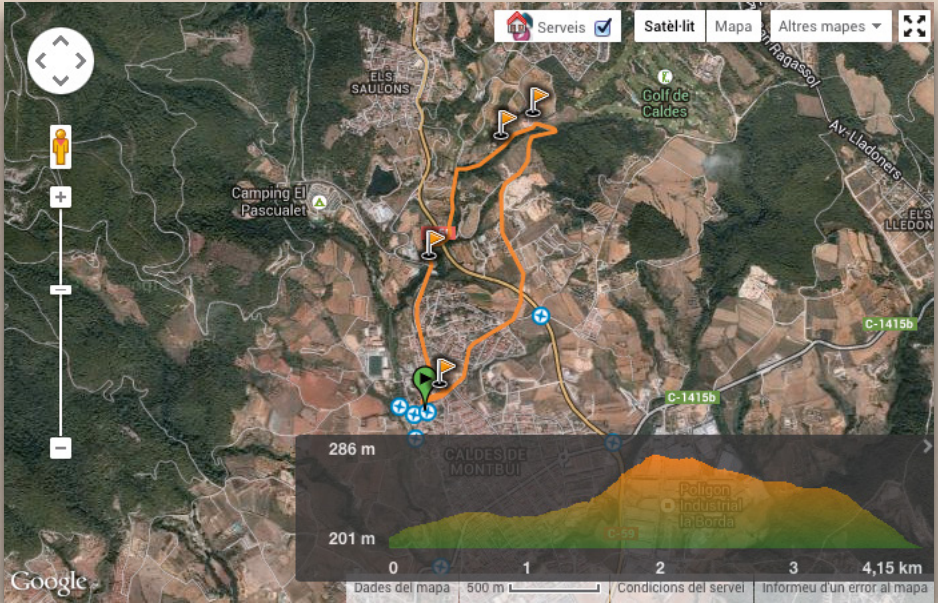 Serveis
Satèl·lit
Mapa
Altres mapes
ELS
SAULONS
Golf de
Caldes
Ragassol
Av-Lladoners
Camping El
Pascualet
ELS
LLEDON
C-1415b
C-1415b
CALDES DE
MONTBUI
286 m
Polígon
Industrial
la Borda
C-59
201 m
0
1
2
3
4,15 km
Google
Dades del mapa
500 m
Condicions del servei
Informeu d'un error al mapa